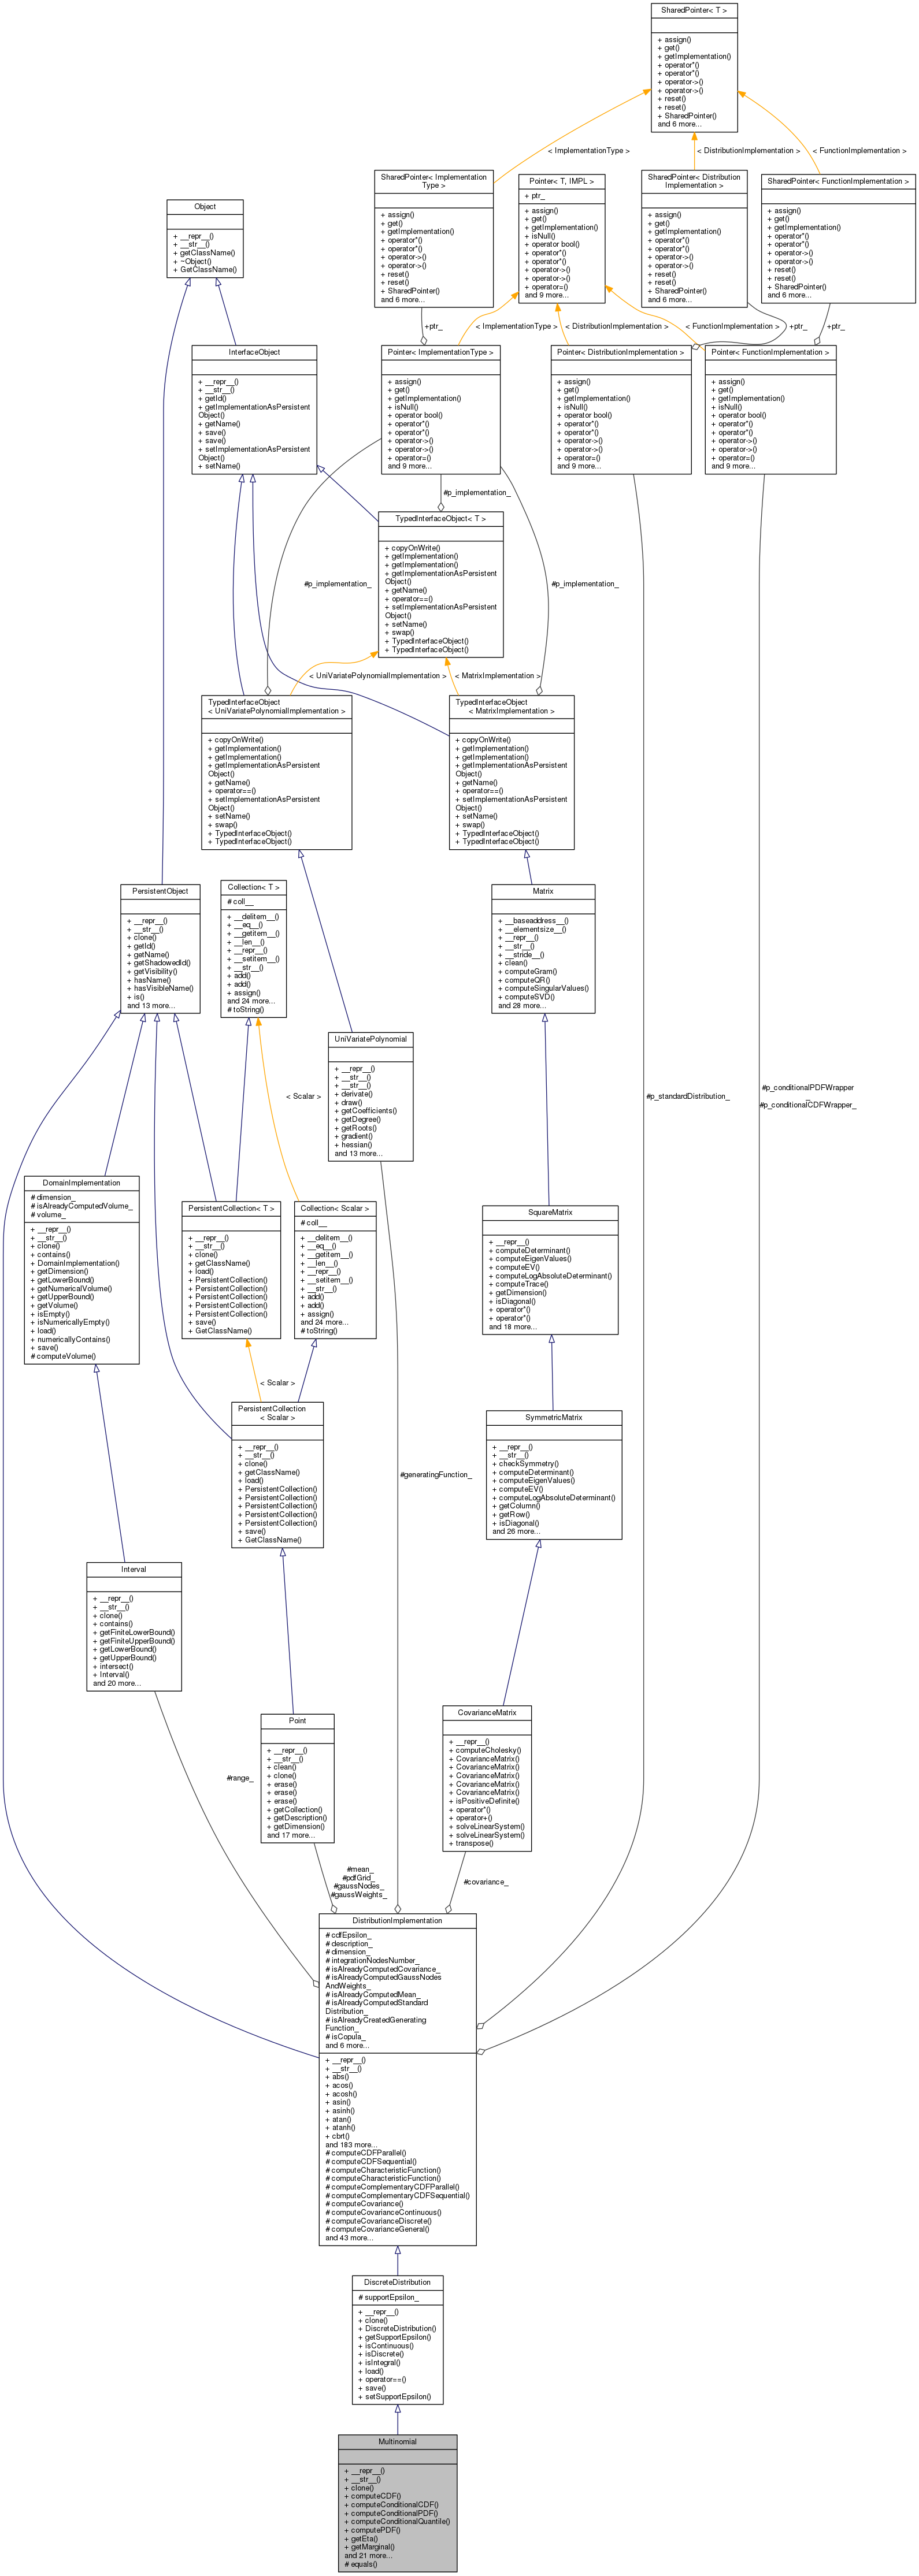 SharedPointer< T >
+ assign()
+ get()
+ getImplementation()
+ operator*()
+ operator*()
+ operator->()
+ operator->()
+ reset()
+ reset()
+ SharedPointer()
and 6 more...
< ImplementationType >
< DistributionImplementation >
< FunctionImplementation >
SharedPointer< Implementation
Type >
+ assign()
+ get()
+ getImplementation()
+ operator*()
+ operator*()
+ operator->()
+ operator->()
+ reset()
+ reset()
+ SharedPointer()
and 6 more...
Pointer< T, IMPL >
+ ptr_
+ assign()
+ get()
+ getImplementation()
+ isNull()
+ operator bool()
+ operator*()
+ operator*()
+ operator->()
+ operator->()
+ operator=()
and 9 more...
SharedPointer< Distribution
Implementation >
+ assign()
+ get()
+ getImplementation()
+ operator*()
+ operator*()
+ operator->()
+ operator->()
+ reset()
+ reset()
+ SharedPointer()
and 6 more...
SharedPointer< FunctionImplementation >
+ assign()
+ get()
+ getImplementation()
+ operator*()
+ operator*()
+ operator->()
+ operator->()
+ reset()
+ reset()
+ SharedPointer()
and 6 more...
Object
+ __repr__()
+ __str__()
+ getClassName()
+ ~Object()
+ GetClassName()
+ptr_
< ImplementationType >
< DistributionImplementation >
< FunctionImplementation >
+ptr_
+ptr_
InterfaceObject
+ __repr__()
+ __str__()
+ getId()
+ getImplementationAsPersistent
Object()
+ getName()
+ save()
+ save()
+ setImplementationAsPersistent
Object()
+ setName()
Pointer< ImplementationType >
+ assign()
+ get()
+ getImplementation()
+ isNull()
+ operator bool()
+ operator*()
+ operator*()
+ operator->()
+ operator->()
+ operator=()
and 9 more...
Pointer< DistributionImplementation >
+ assign()
+ get()
+ getImplementation()
+ isNull()
+ operator bool()
+ operator*()
+ operator*()
+ operator->()
+ operator->()
+ operator=()
and 9 more...
Pointer< FunctionImplementation >
+ assign()
+ get()
+ getImplementation()
+ isNull()
+ operator bool()
+ operator*()
+ operator*()
+ operator->()
+ operator->()
+ operator=()
and 9 more...
#p_implementation_
TypedInterfaceObject< T >
+ copyOnWrite()
+ getImplementation()
+ getImplementation()
+ getImplementationAsPersistent
Object()
+ getName()
+ operator==()
+ setImplementationAsPersistent
Object()
+ setName()
+ swap()
+ TypedInterfaceObject()
+ TypedInterfaceObject()
#p_implementation_
#p_implementation_
< UniVariatePolynomialImplementation >
< MatrixImplementation >
TypedInterfaceObject
< UniVariatePolynomialImplementation >
+ copyOnWrite()
+ getImplementation()
+ getImplementation()
+ getImplementationAsPersistent
Object()
+ getName()
+ operator==()
+ setImplementationAsPersistent
Object()
+ setName()
+ swap()
+ TypedInterfaceObject()
+ TypedInterfaceObject()
TypedInterfaceObject
< MatrixImplementation >
+ copyOnWrite()
+ getImplementation()
+ getImplementation()
+ getImplementationAsPersistent
Object()
+ getName()
+ operator==()
+ setImplementationAsPersistent
Object()
+ setName()
+ swap()
+ TypedInterfaceObject()
+ TypedInterfaceObject()
PersistentObject
+ __repr__()
+ __str__()
+ clone()
+ getId()
+ getName()
+ getShadowedId()
+ getVisibility()
+ hasName()
+ hasVisibleName()
+ is()
and 13 more...
Collection< T >
# coll__
+ __delitem__()
+ __eq__()
+ __getitem__()
+ __len__()
+ __repr__()
+ __setitem__()
+ __str__()
+ add()
+ add()
+ assign()
and 24 more...
# toString()
Matrix
+ __baseaddress__()
+ __elementsize__()
+ __repr__()
+ __str__()
+ __stride__()
+ clean()
+ computeGram()
+ computeQR()
+ computeSingularValues()
+ computeSVD()
and 28 more...
UniVariatePolynomial
+ __repr__()
+ __str__()
+ __str__()
+ derivate()
+ draw()
+ getCoefficients()
+ getDegree()
+ getRoots()
+ gradient()
+ hessian()
and 13 more...
< Scalar >
#p_standardDistribution_
#p_conditionalPDFWrapper
_
#p_conditionalCDFWrapper_
DomainImplementation
# dimension_
# isAlreadyComputedVolume_
# volume_
+ __repr__()
+ __str__()
+ clone()
+ contains()
+ DomainImplementation()
+ getDimension()
+ getLowerBound()
+ getNumericalVolume()
+ getUpperBound()
+ getVolume()
+ isEmpty()
+ isNumericallyEmpty()
+ load()
+ numericallyContains()
+ save()
# computeVolume()
PersistentCollection< T >
+ __repr__()
+ __str__()
+ clone()
+ getClassName()
+ load()
+ PersistentCollection()
+ PersistentCollection()
+ PersistentCollection()
+ PersistentCollection()
+ PersistentCollection()
+ save()
+ GetClassName()
Collection< Scalar >
# coll__
+ __delitem__()
+ __eq__()
+ __getitem__()
+ __len__()
+ __repr__()
+ __setitem__()
+ __str__()
+ add()
+ add()
+ assign()
and 24 more...
# toString()
SquareMatrix
+ __repr__()
+ computeDeterminant()
+ computeEigenValues()
+ computeEV()
+ computeLogAbsoluteDeterminant()
+ computeTrace()
+ getDimension()
+ isDiagonal()
+ operator*()
+ operator*()
and 18 more...
< Scalar >
PersistentCollection
< Scalar >
+ __repr__()
+ __str__()
+ clone()
+ getClassName()
+ load()
+ PersistentCollection()
+ PersistentCollection()
+ PersistentCollection()
+ PersistentCollection()
+ PersistentCollection()
+ save()
+ GetClassName()
#generatingFunction_
SymmetricMatrix
+ __repr__()
+ __str__()
+ checkSymmetry()
+ computeDeterminant()
+ computeEigenValues()
+ computeEV()
+ computeLogAbsoluteDeterminant()
+ getColumn()
+ getRow()
+ isDiagonal()
and 26 more...
Interval
+ __repr__()
+ __str__()
+ clone()
+ contains()
+ getFiniteLowerBound()
+ getFiniteUpperBound()
+ getLowerBound()
+ getUpperBound()
+ intersect()
+ Interval()
and 20 more...
Point
+ __repr__()
+ __str__()
+ clean()
+ clone()
+ erase()
+ erase()
+ erase()
+ getCollection()
+ getDescription()
+ getDimension()
and 17 more...
CovarianceMatrix
+ __repr__()
+ computeCholesky()
+ CovarianceMatrix()
+ CovarianceMatrix()
+ CovarianceMatrix()
+ CovarianceMatrix()
+ CovarianceMatrix()
+ isPositiveDefinite()
+ operator*()
+ operator+()
+ solveLinearSystem()
+ solveLinearSystem()
+ transpose()
#range_
#mean_
#pdfGrid_
#gaussNodes_
#gaussWeights_
#covariance_
DistributionImplementation
# cdfEpsilon_
# description_
# dimension_
# integrationNodesNumber_
# isAlreadyComputedCovariance_
# isAlreadyComputedGaussNodes
AndWeights_
# isAlreadyComputedMean_
# isAlreadyComputedStandard
Distribution_
# isAlreadyCreatedGenerating
Function_
# isCopula_
and 6 more...
+ __repr__()
+ __str__()
+ abs()
+ acos()
+ acosh()
+ asin()
+ asinh()
+ atan()
+ atanh()
+ cbrt()
and 183 more...
# computeCDFParallel()
# computeCDFSequential()
# computeCharacteristicFunction()
# computeCharacteristicFunction()
# computeComplementaryCDFParallel()
# computeComplementaryCDFSequential()
# computeCovariance()
# computeCovarianceContinuous()
# computeCovarianceDiscrete()
# computeCovarianceGeneral()
and 43 more...
DiscreteDistribution
# supportEpsilon_
+ __repr__()
+ clone()
+ DiscreteDistribution()
+ getSupportEpsilon()
+ isContinuous()
+ isDiscrete()
+ isIntegral()
+ load()
+ operator==()
+ save()
+ setSupportEpsilon()
Multinomial
+ __repr__()
+ __str__()
+ clone()
+ computeCDF()
+ computeConditionalCDF()
+ computeConditionalPDF()
+ computeConditionalQuantile()
+ computePDF()
+ getEta()
+ getMarginal()
and 21 more...
# equals()